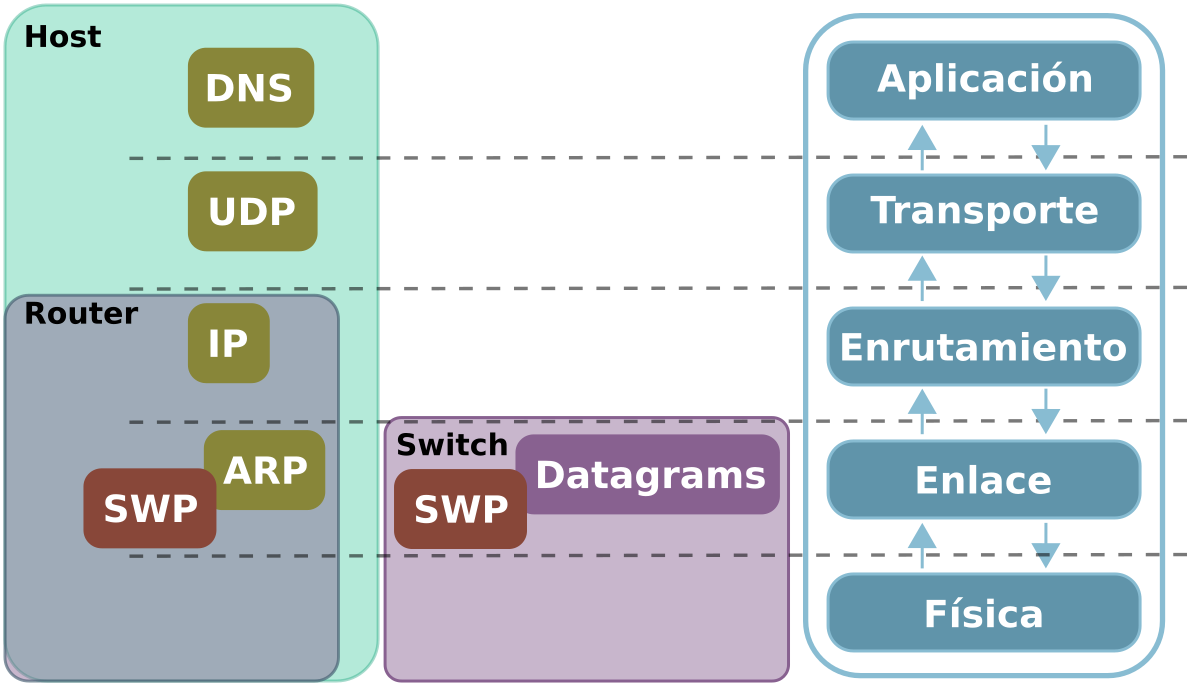 Host
DNS
UDP
Router
IP
ARP
SWP
Switch
Datagrams
SWP
Aplicación
Transporte
Enrutamiento
Enlace
Física